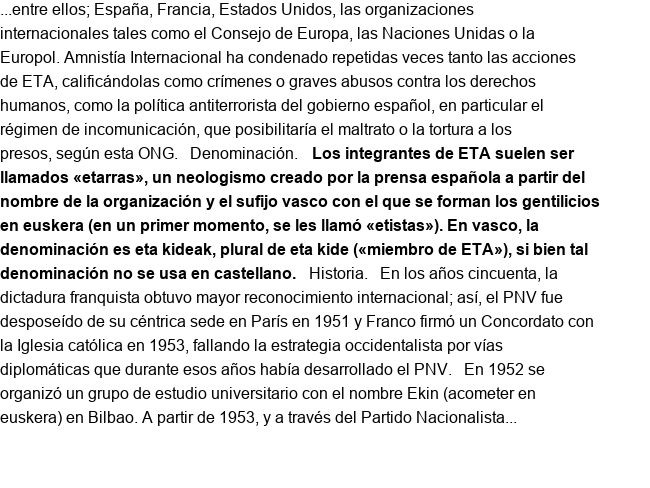 ...entre ellos; España, Francia, Estados Unidos, las organizaciones
internacionales tales como el Consejo de Europa, las Naciones Unidas o la
Europol. Amnistía Internacional ha condenado repetidas veces tanto las acciones
de ETA, calificándolas como crímenes o graves abusos contra los derechos
humanos, como la política antiterrorista del gobierno español, en particular el
régimen de incomunicación, que posibilitaría el maltrato o la tortura a los
presos, según esta ONG.   Denominación.   Los integrantes de ETA suelen ser
llamados «etarras», un neologismo creado por la prensa española a partir del
nombre de la organización y el sufijo vasco con el que se forman los gentilicios
en euskera (en un primer momento, se les llamó «etistas»). En vasco, la
denominación es eta kideak, plural de eta kide («miembro de ETA»), si bien tal
denominación no se usa en castellano.   Historia.   En los años cincuenta, la
dictadura franquista obtuvo mayor reconocimiento internacional; así, el PNV fue
desposeído de su céntrica sede en París en 1951 y Franco firmó un Concordato con
la Iglesia católica en 1953, fallando la estrategia occidentalista por vías
diplomáticas que durante esos años había desarrollado el PNV.   En 1952 se
organizó un grupo de estudio universitario con el nombre Ekin (acometer en
euskera) en Bilbao. A partir de 1953, y a través del Partido Nacionalista...